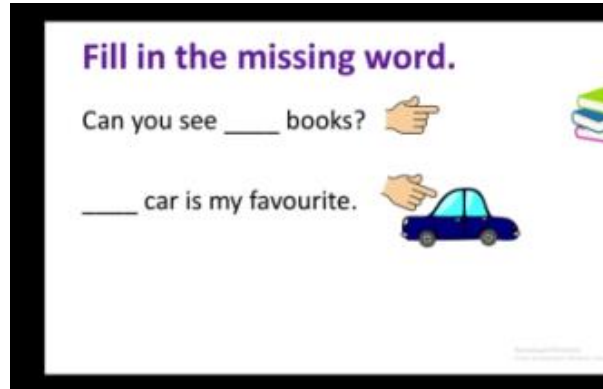 Fill in the missing word.
Can you see ____ books?
____ car is my favourite.